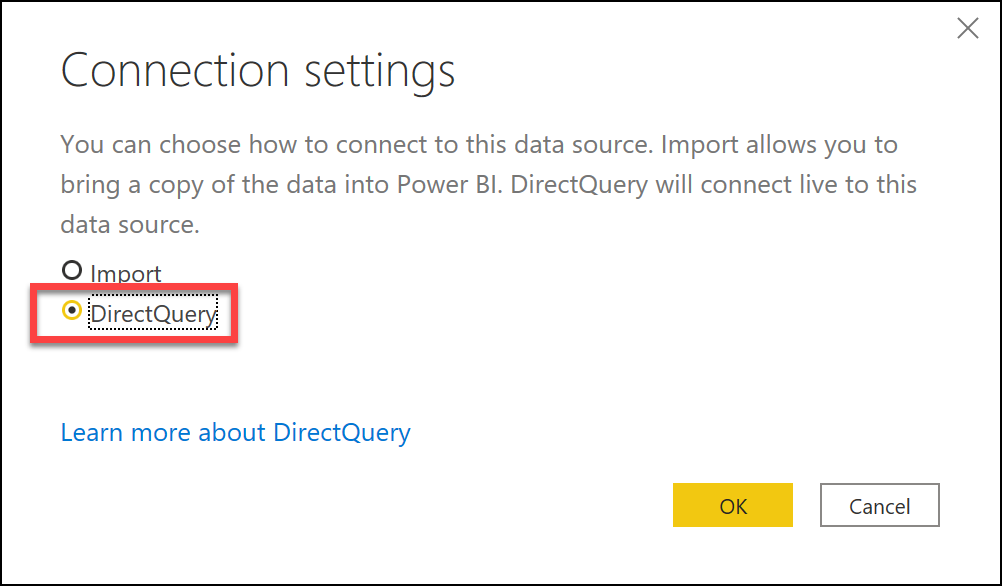 Connection settings
You can choose how to connect to this data source. Import allows you to
bring a copy of the data into Power BI. DirectQuery will connect live to this
data source.
Import
DirectQuery
Learn more about DirectQuery
OK
Cancel